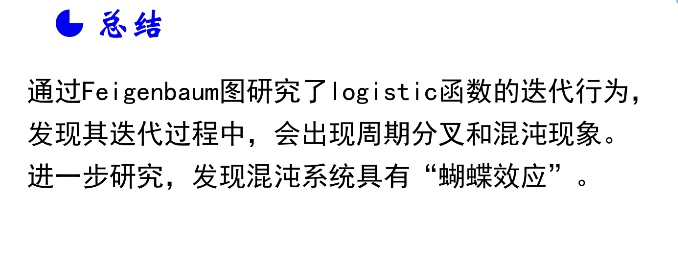 总结
通过Feigenbaum图研究了logistic函数的迭代行为，
发现其迭代过程中，会出现周期分叉和混沌现象。
进一步研究，发现混沌系统具有“蝴蝶效应”。